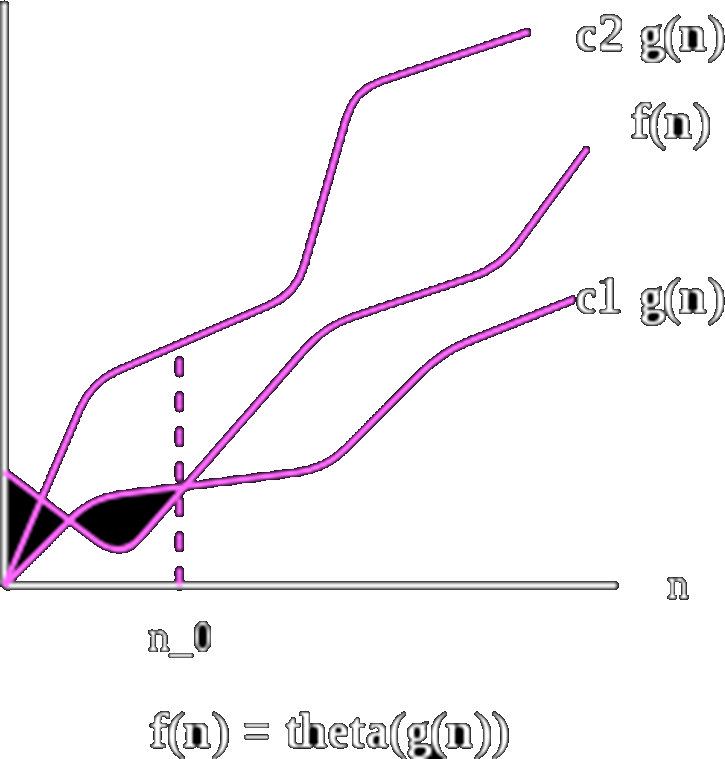 c2 g(n)
f(n)
c1 g(n)
n
n_0
f(n) = theta(g(n))